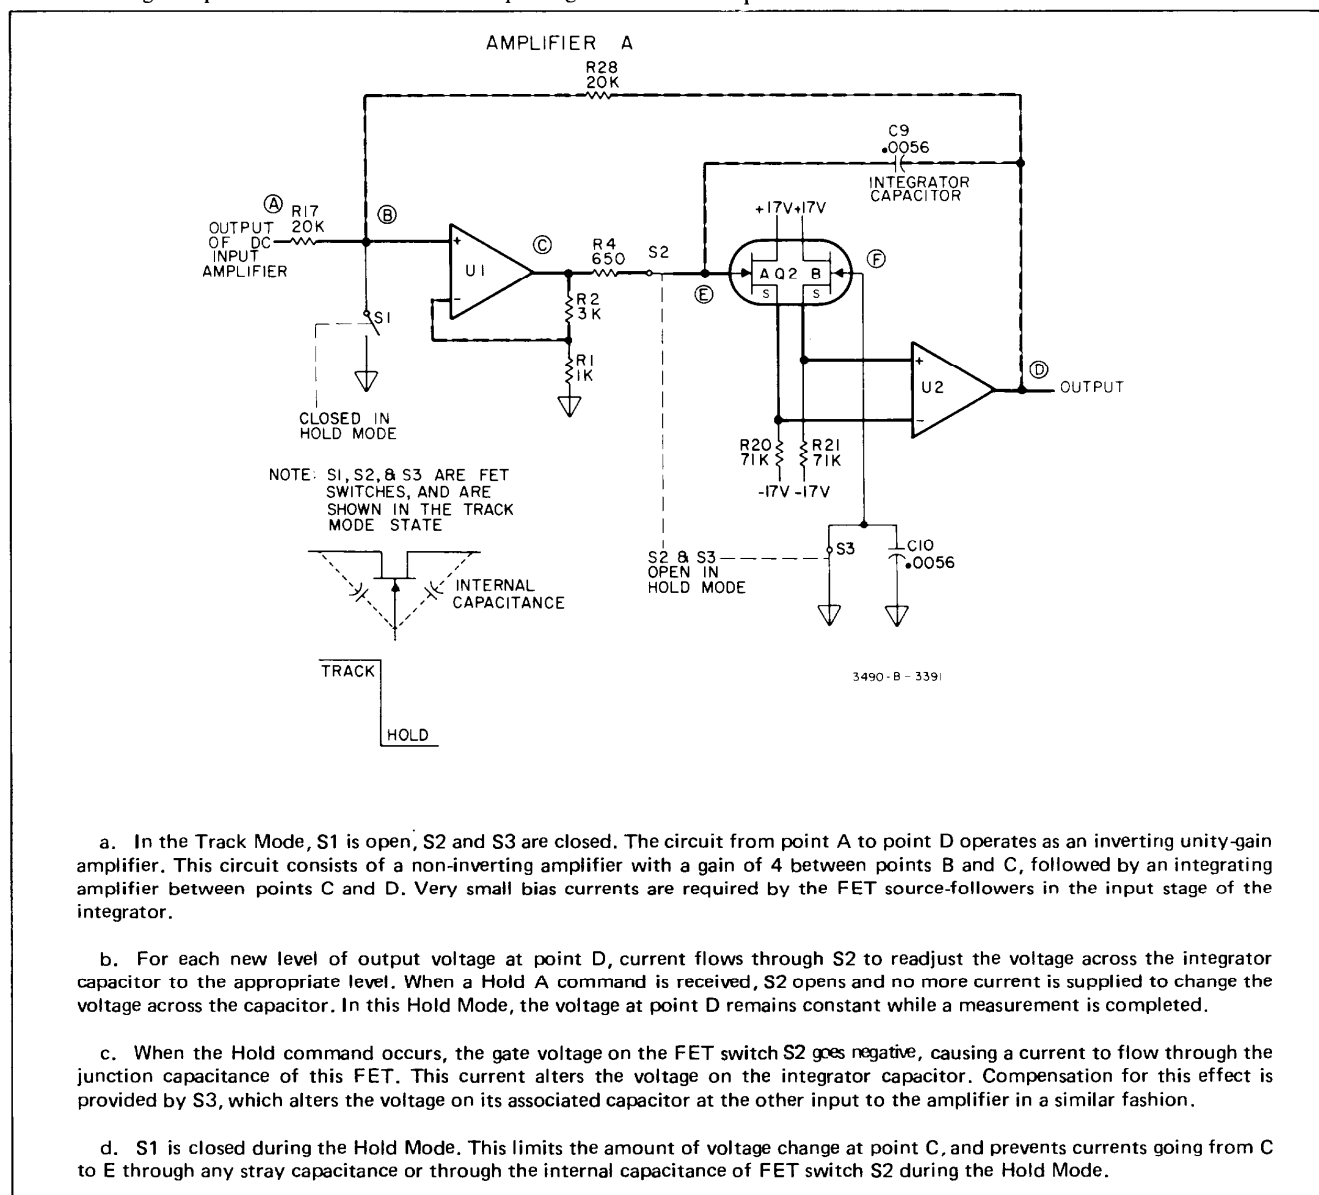 AMPLIFIER A
R28
20K
C9
.0056
INTEGRATOR
CAPACITOR
+17V +17V
A
R17
20K
B
OUTPUT
OF DC
INPUT
AMPLIFIER
C
R4
650
S2
F
+
U1
-
A Q2 B
S S
E
S1
R2
3K
R1
1K
+
U2
-
D
OUTPUT
CLOSED IN
HOLD MODE
R20
71K
R21
71K
-17V -17V
NOTE: S1, S2, & S3 ARE FET
SWITCHES, AND ARE
SHOWN IN THE TRACK
MODE STATE
S2 & S3
OPEN IN
HOLD MODE
S3
C10
.0056
INTERNAL
CAPACITANCE
TRACK
HOLD
3490-B-3391
a. In the Track Mode, S1 is open, S2 and S3 are closed. The circuit from point A to point D operates as an inverting unity-gain
amplifier. This circuit consists of a non-inverting amplifier with a gain of 4 between points B and C, followed by an integrating
amplifier between points C and D. Very small bias currents are required by the FET source-followers in the input stage of the
integrator.
b. For each new level of output voltage at point D, current flows through S2 to readjust the voltage across the integrator
capacitor to the appropriate level. When a Hold A command is received, S2 opens and no more current is supplied to change the
voltage across the capacitor. In this Hold Mode, the voltage at point D remains constant while a measurement is completed.
c. When the Hold command occurs, the gate voltage on the FET switch S2 goes negative, causing a current to flow through the
junction capacitance of this FET. This current alters the voltage on the integrator capacitor. Compensation for this effect is
provided by S3, which alters the voltage on its associated capacitor at the other input to the amplifier in a similar fashion.
d. S1 is closed during the Hold Mode. This limits the amount of voltage change at point C, and prevents currents going from C
to E through any stray capacitance or through the internal capacitance of FET switch S2 during the Hold Mode.